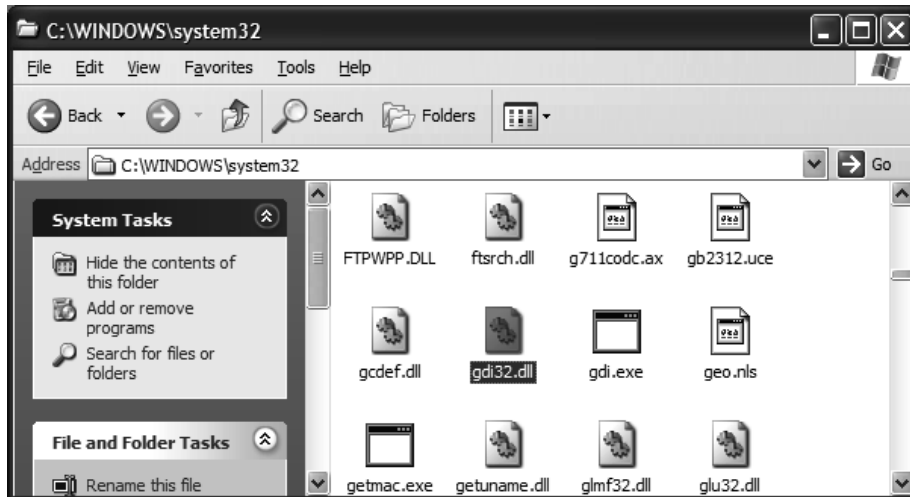 C:\WINDOWS\system32
File Edit View Favorites Tools Help
Back Search Folders
Address C:\WINDOWS\system32 Go
System Tasks
Hide the contents of
this folder
Add or remove
programs
Search for files or
folders
File and Folder Tasks
Rename this file
FTPWPP.DLL ftsrch.dll g711codc.ax gb2312.uce
gcdef.dll gdi32.dll gdi.exe geo.nls
getmac.exe getuname.dll glmf32.dll glu32.dll